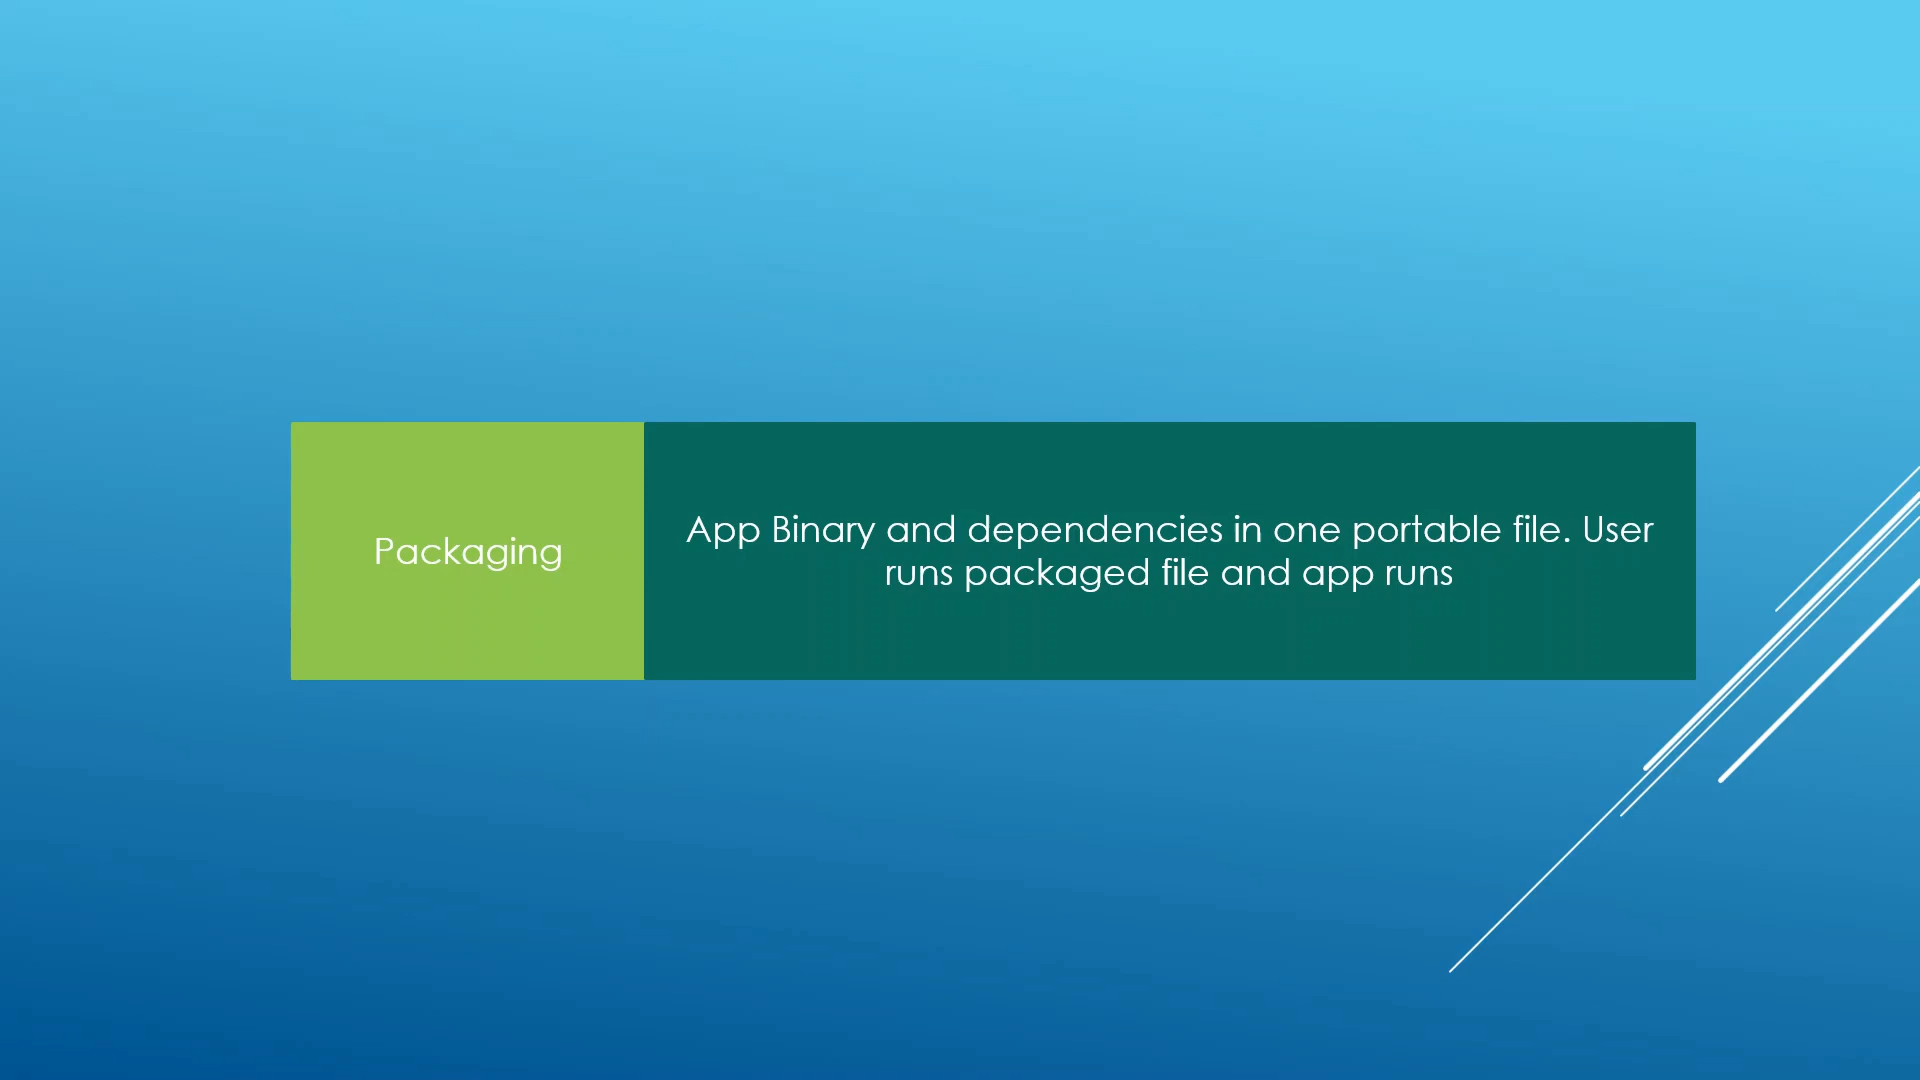 Packaging
App Binary and dependencies in one portable file. User
runs packaged file and app runs